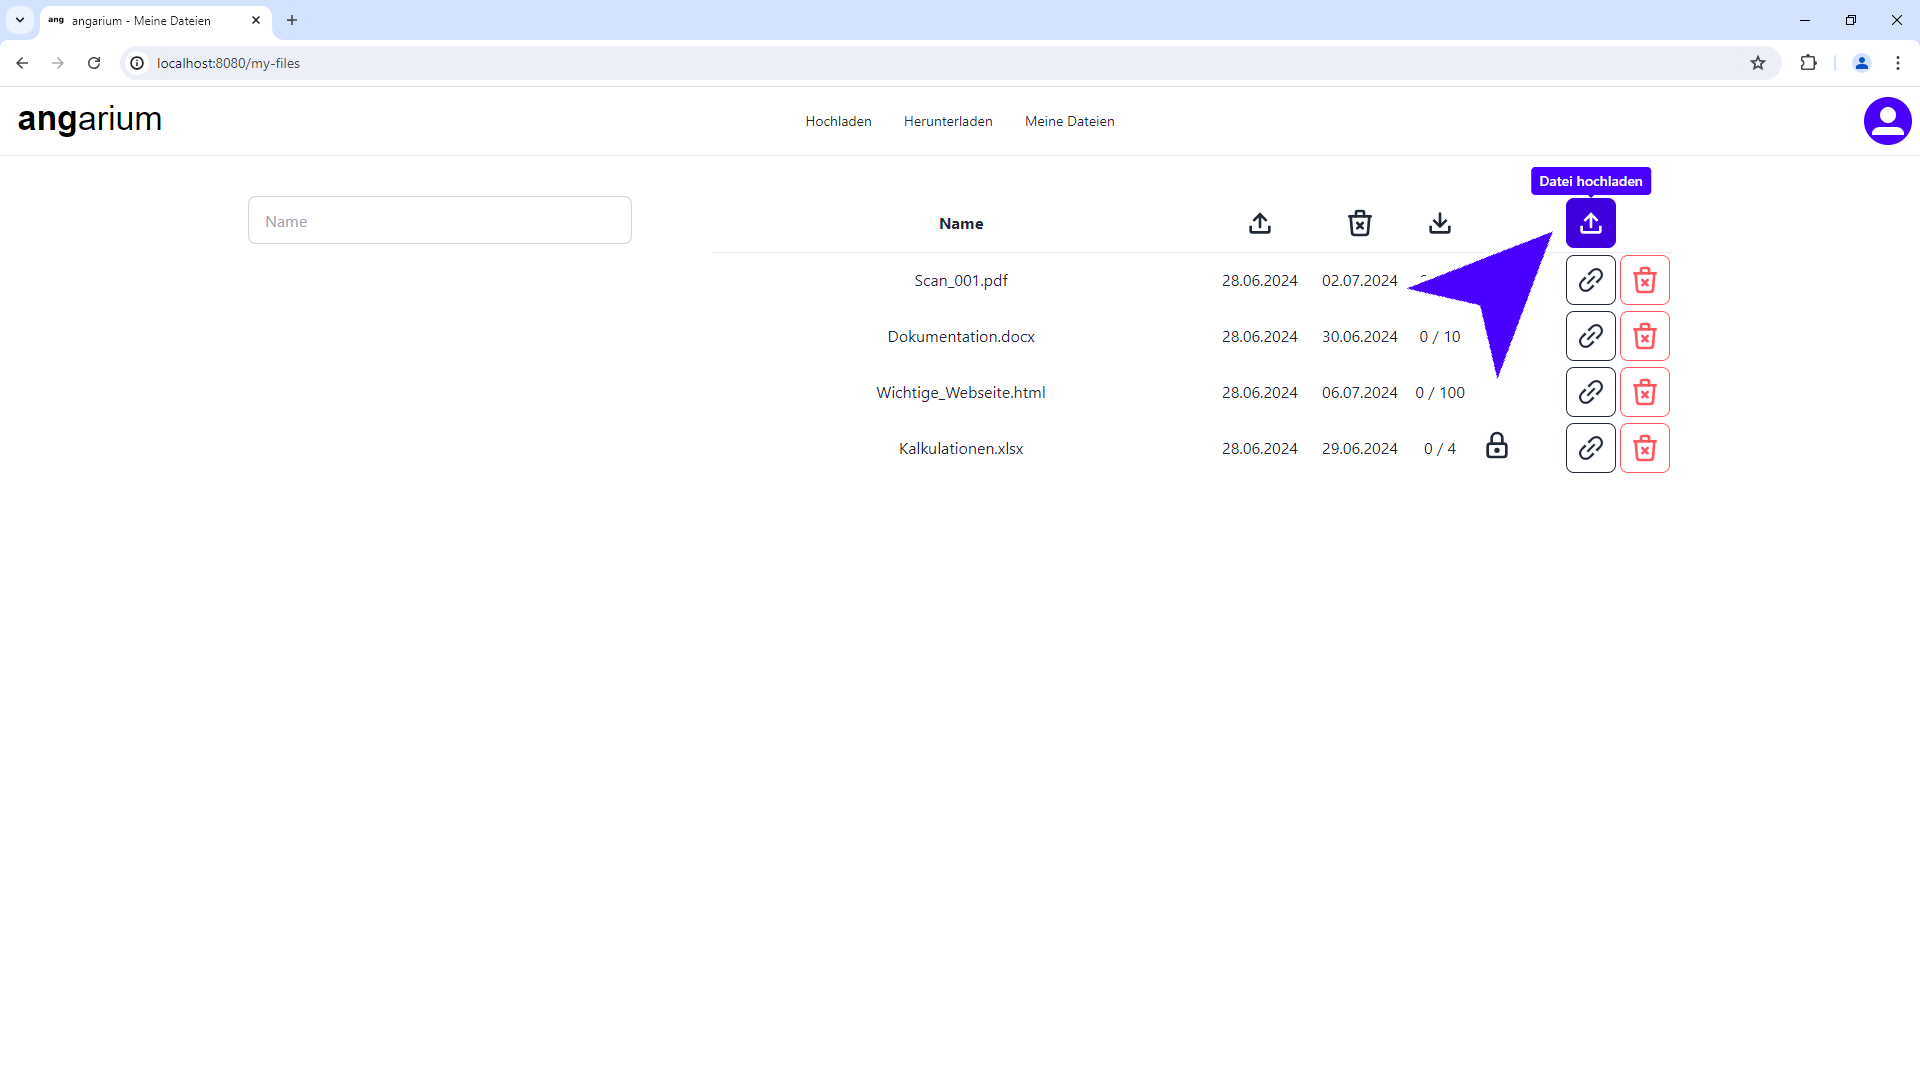 ang angarium - Meine Dateien
localhost:8080/my-files
angarium
Hochladen Herunterladen Meine Dateien
Datei hochladen
Name
Name
Scan_001.pdf 28.06.2024 02.07.2024
Dokumentation.docx 28.06.2024 30.06.2024 0 / 10
Wichtige_Webseite.html 28.06.2024 06.07.2024 0 / 100
Kalkulationen.xlsx 28.06.2024 29.06.2024 0 / 4